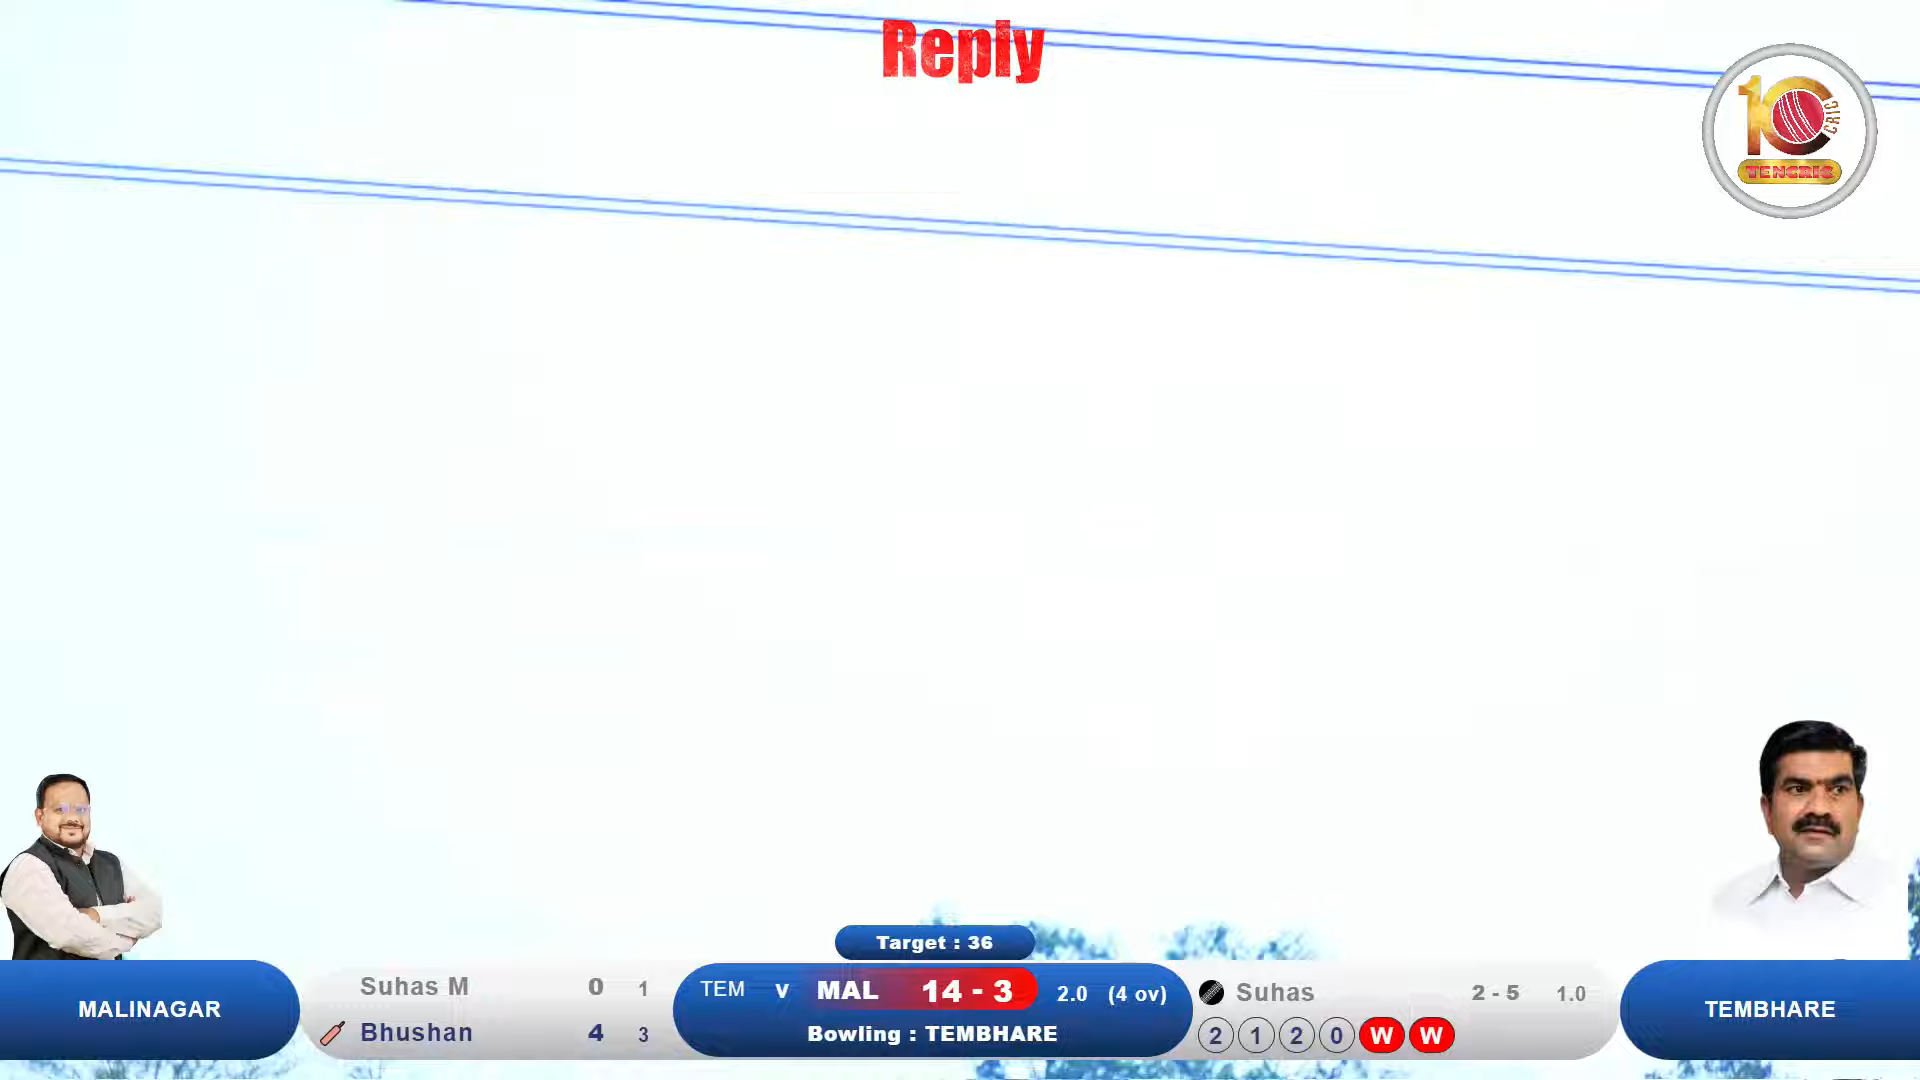 Reply
10
CRIC
TENCRIC
Target : 36
MALINAGAR
Suhas M 0 1
Bhushan 4 3
TEM v MAL 14 - 3 2.0 (4 ov)
Bowling : TEMBHARE
Suhas 2 - 5 1.0
2 1 2 0 W W
TEMBHARE